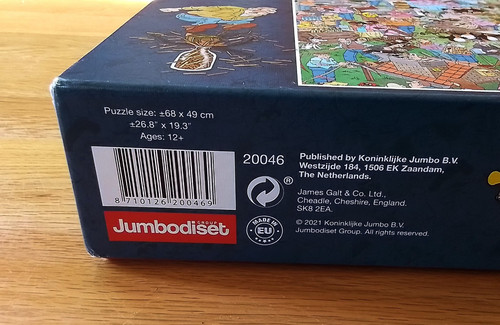 Puzzle size: ±68 x 49 cm
±26.8" x 19.3"
Ages: 12+
8 710126 200469
Jumbodiset
GROUP
20046
®
MADE IN
EU
Published by Koninklijke Jumbo B.V.
Westzijde 184, 1506 EK Zaandam,
The Netherlands.
James Galt & Co. Ltd.,
Cheadle, Cheshire, England.
SK8 2EA.
© 2021 Koninklijke Jumbo B.V.
Jumbodiset Group. All rights reserved.